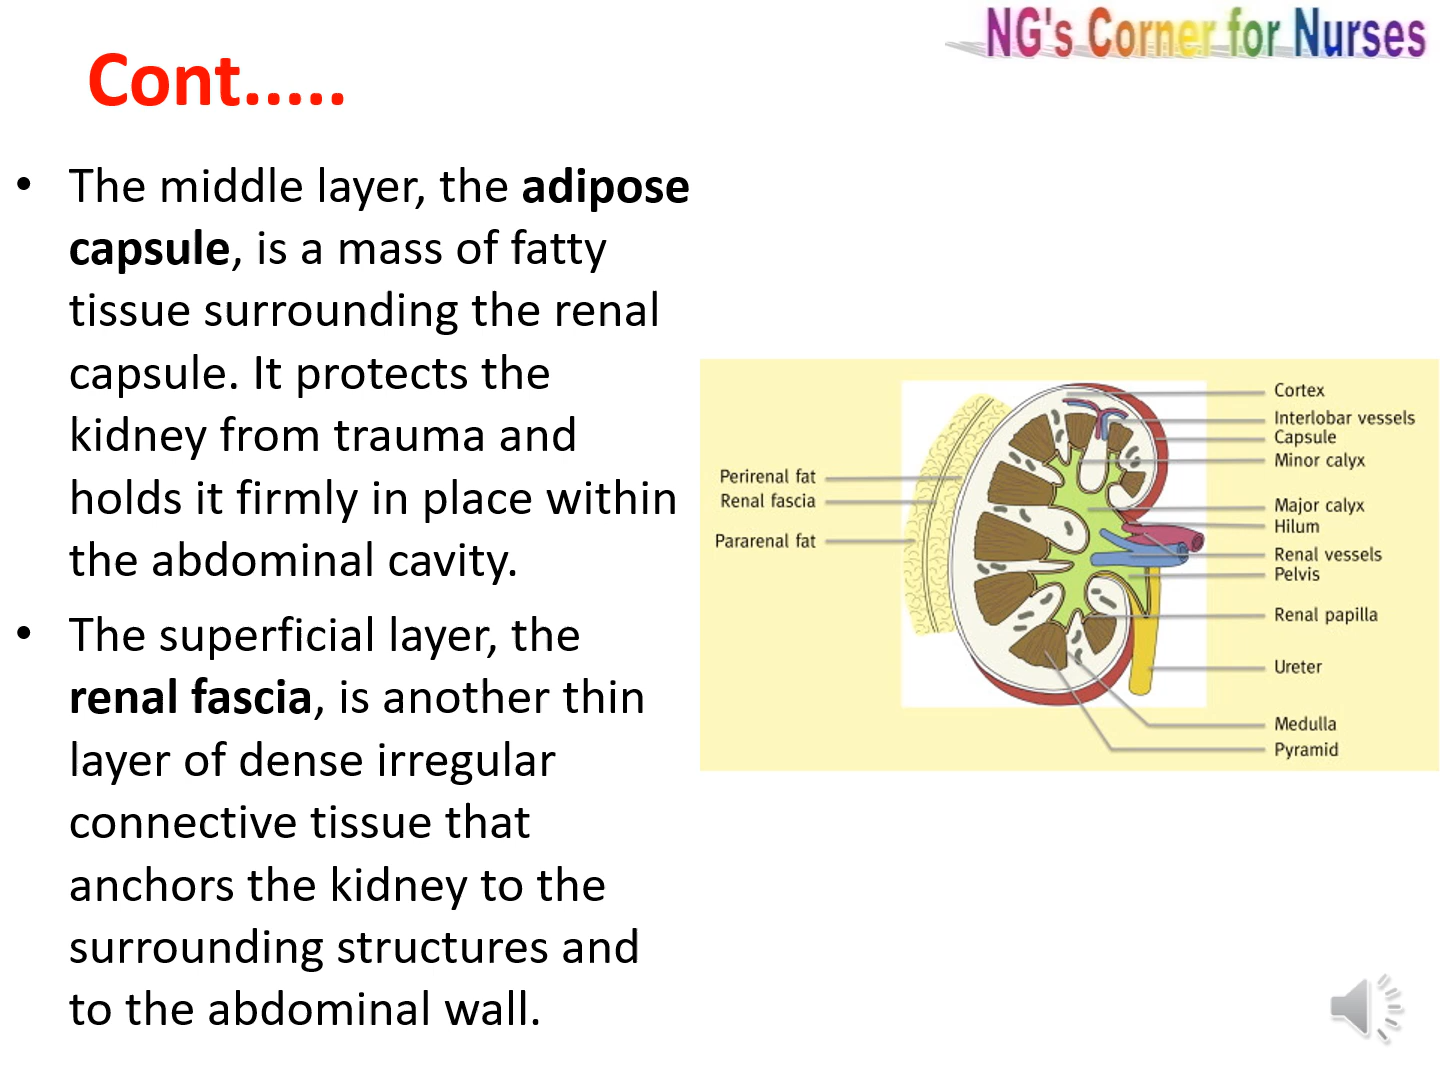 NG's Corner for Nurses
Cont.....
• The middle layer, the adipose
capsule, is a mass of fatty
tissue surrounding the renal
capsule. It protects the
kidney from trauma and
holds it firmly in place within
the abdominal cavity.
• The superficial layer, the
renal fascia, is another thin
layer of dense irregular
connective tissue that
anchors the kidney to the
surrounding structures and
to the abdominal wall.
Perirenal fat
Renal fascia
Pararenal fat
Cortex
Interlobar vessels
Capsule
Minor calyx
Major calyx
Hilum
Renal vessels
Pelvis
Renal papilla
Ureter
Medulla
Pyramid